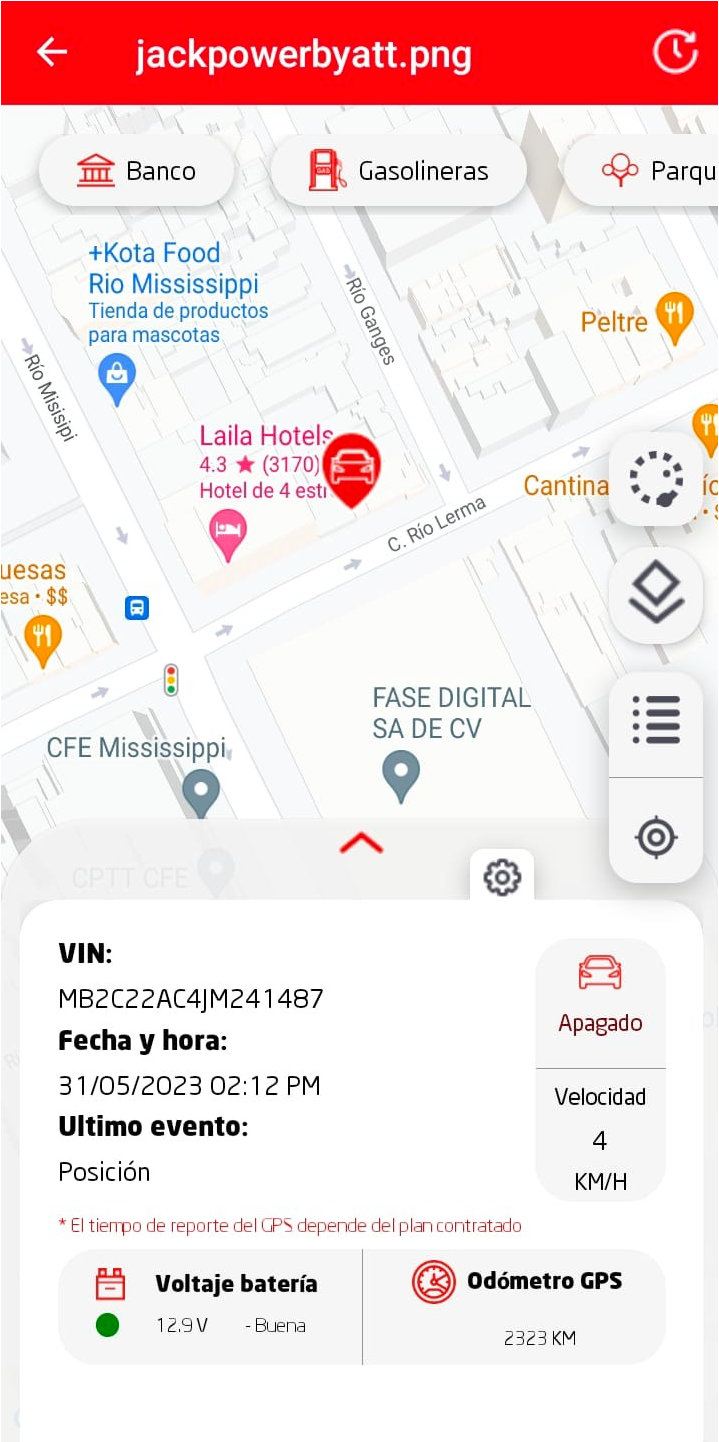 jackpowerbyatt.png
Banco
Gasolineras
Parqu
+Kota Food
Rio Mississippi
Tienda de productos
para mascotas
Río Ganges
Peltre
Río Misisipi
Laila Hotels
4.3 ★ (3170)
Hotel de 4 estr
Cantina
C. Río Lerma
uesas
esa • $$
FASE DIGITAL
SA DE CV
CFE Mississippi
CPTT CFE
VIN:
MB2C22AC4JM241487
Apagado
Fecha y hora:
31/05/2023 02:12 PM
Velocidad
4
KM/H
Ultimo evento:
Posición
* El tiempo de reporte del GPS depende del plan contratado
Voltaje batería
12.9 V - Buena
Odómetro GPS
2323 KM